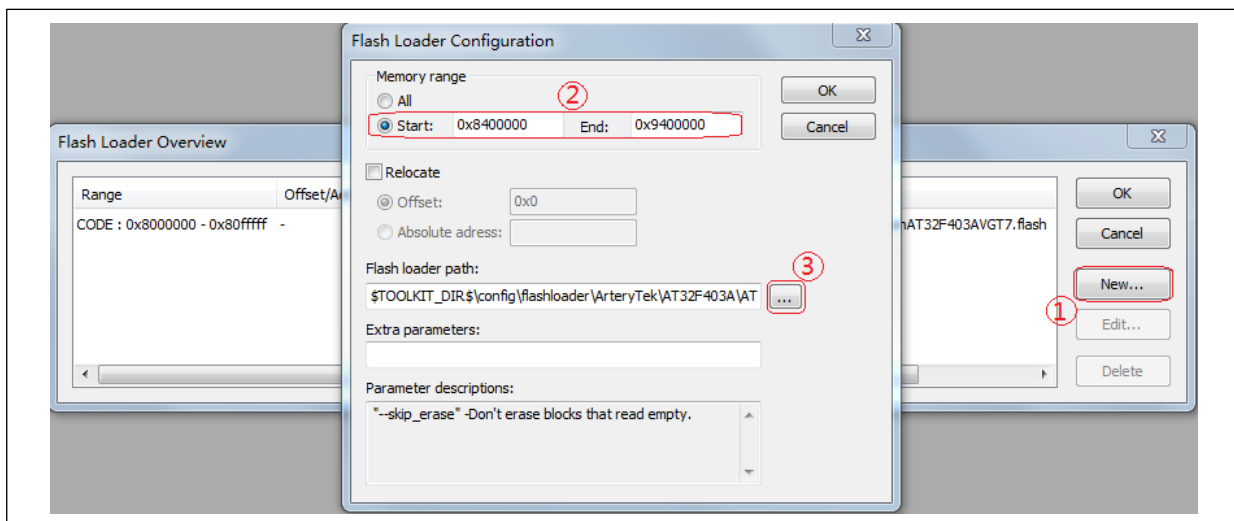 Flash Loader Configuration
Memory range
All
②
Start: 0x8400000 End: 0x9400000
OK
Cancel
Relocate
Offset: 0x0
Absolute adress:
Flash loader path:
③
$TOOLKIT_DIR$\config\flashloader\ArteryTek\AT32F403A\AT ...
Extra parameters:
Parameter descriptions:
"--skip_erase" -Don't erase blocks that read empty.
Flash Loader Overview
Range Offset/A
CODE : 0x8000000 - 0x80fffff -
AT32F403AVGT7.flash
OK
Cancel
New...
①
Edit...
Delete